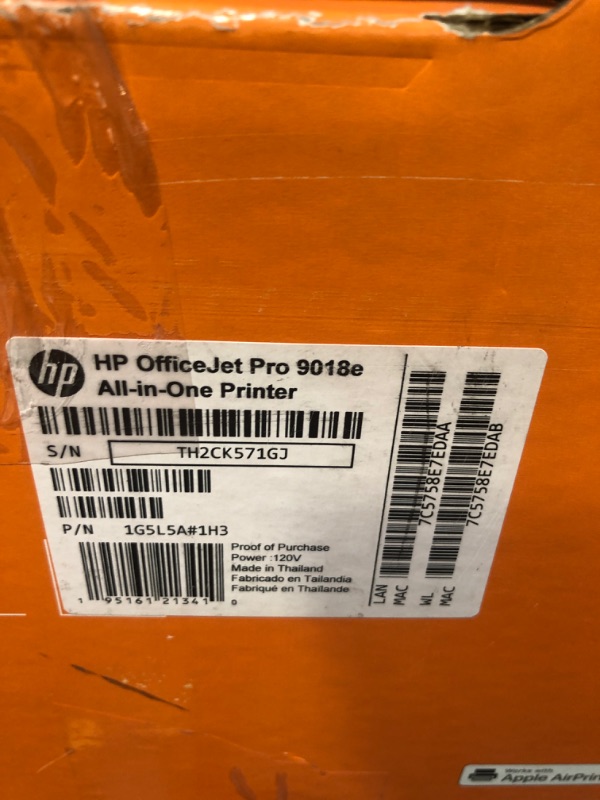 hp
HP OfficeJet Pro 9018e
All-in-One Printer
S/N TH2CK571GJ
P/N 1G5L5A#1H3
Proof of Purchase
Power :120V
Made in Thailand
Fabricado en Tailandia
Fabriqué en Thaïlande
1 95161 21341 0
LAN MAC 7C5758E7EDAA
WL MAC 7C5758E7EDAB
Works with
Apple AirPrin